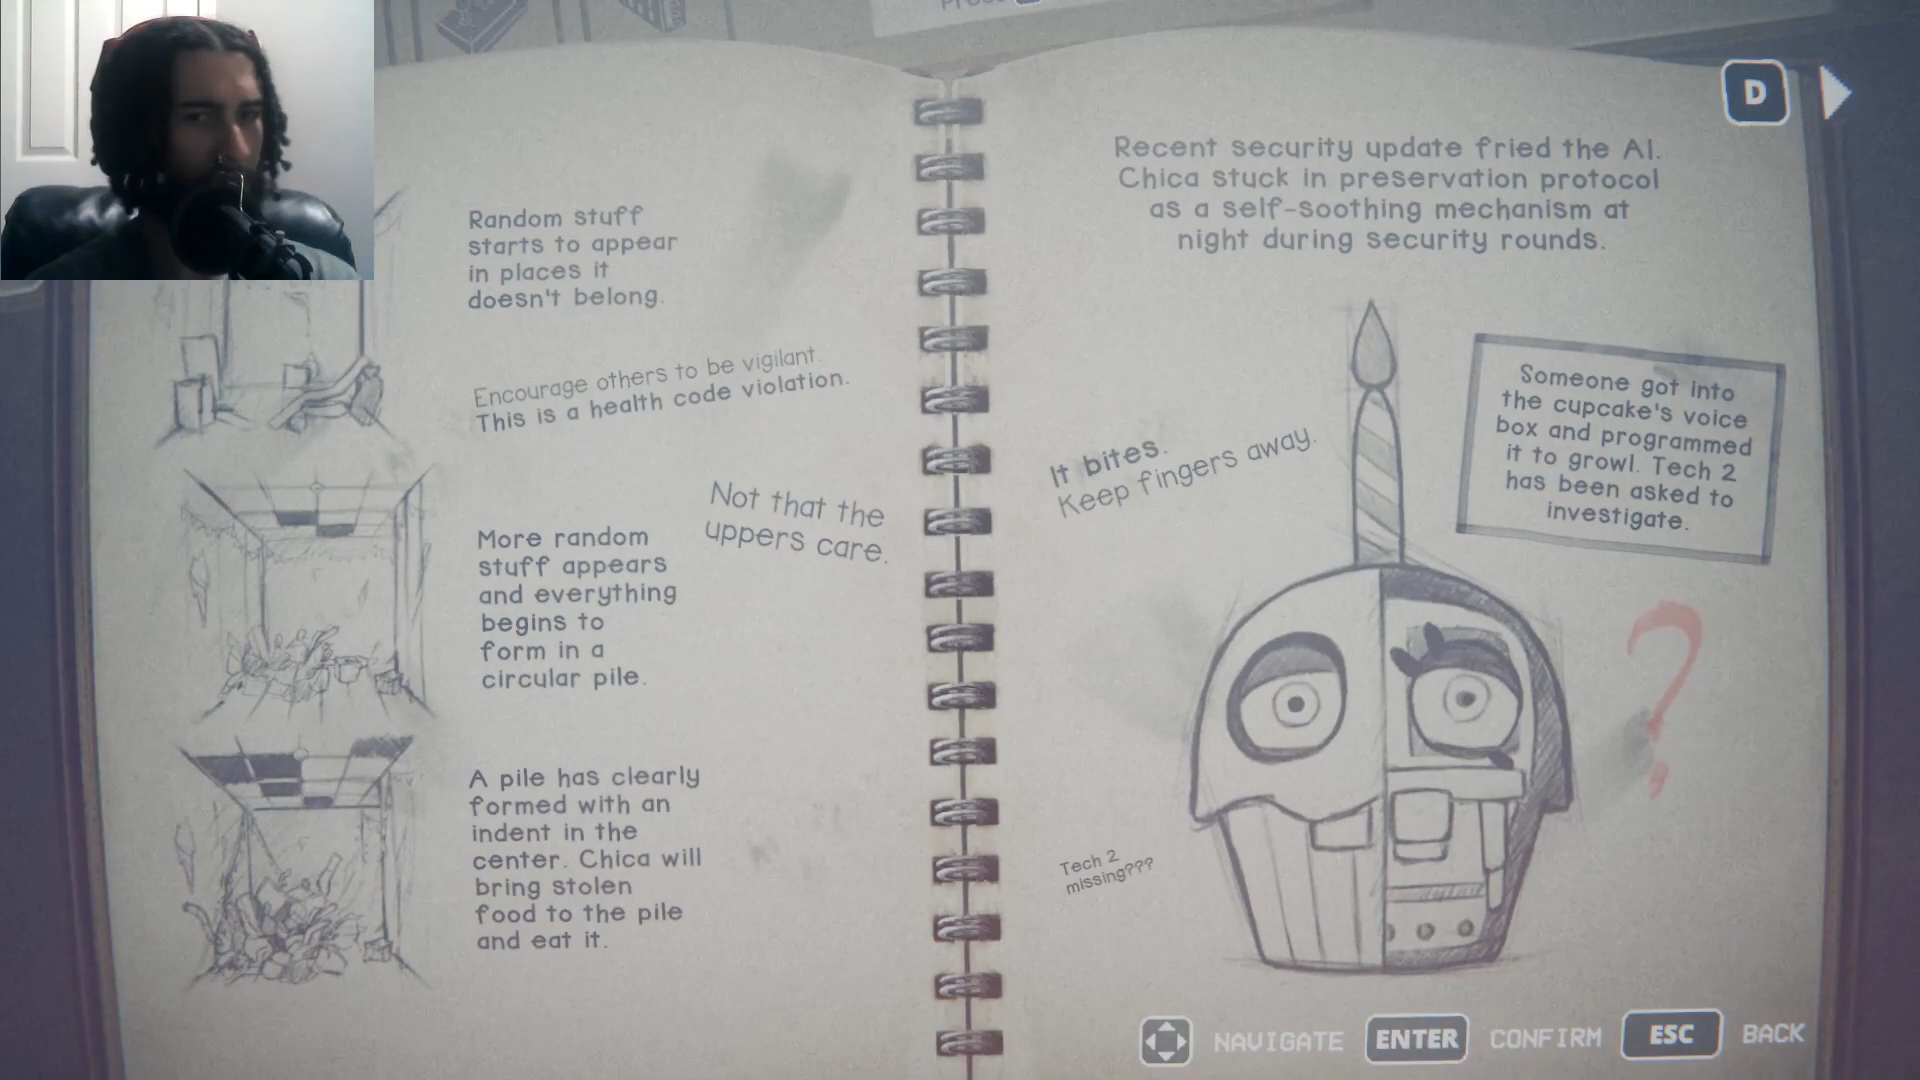 D
Random stuff
starts to appear
in places it
doesn't belong.
Encourage others to be vigilant.
This is a health code violation.
Not that the
uppers care.
More random
stuff appears
and everything
begins to
form in a
circular pile.
A pile has clearly
formed with an
indent in the
center. Chica will
bring stolen
food to the pile
and eat it.
Recent security update fried the AI.
Chica stuck in preservation protocol
as a self-soothing mechanism at
night during security rounds.
It bites.
Keep fingers away.
Someone got into
the cupcake's voice
box and programmed
it to growl. Tech 2
has been asked to
investigate.
?
Tech 2
missing???
NAVIGATE ENTER CONFIRM ESC BACK